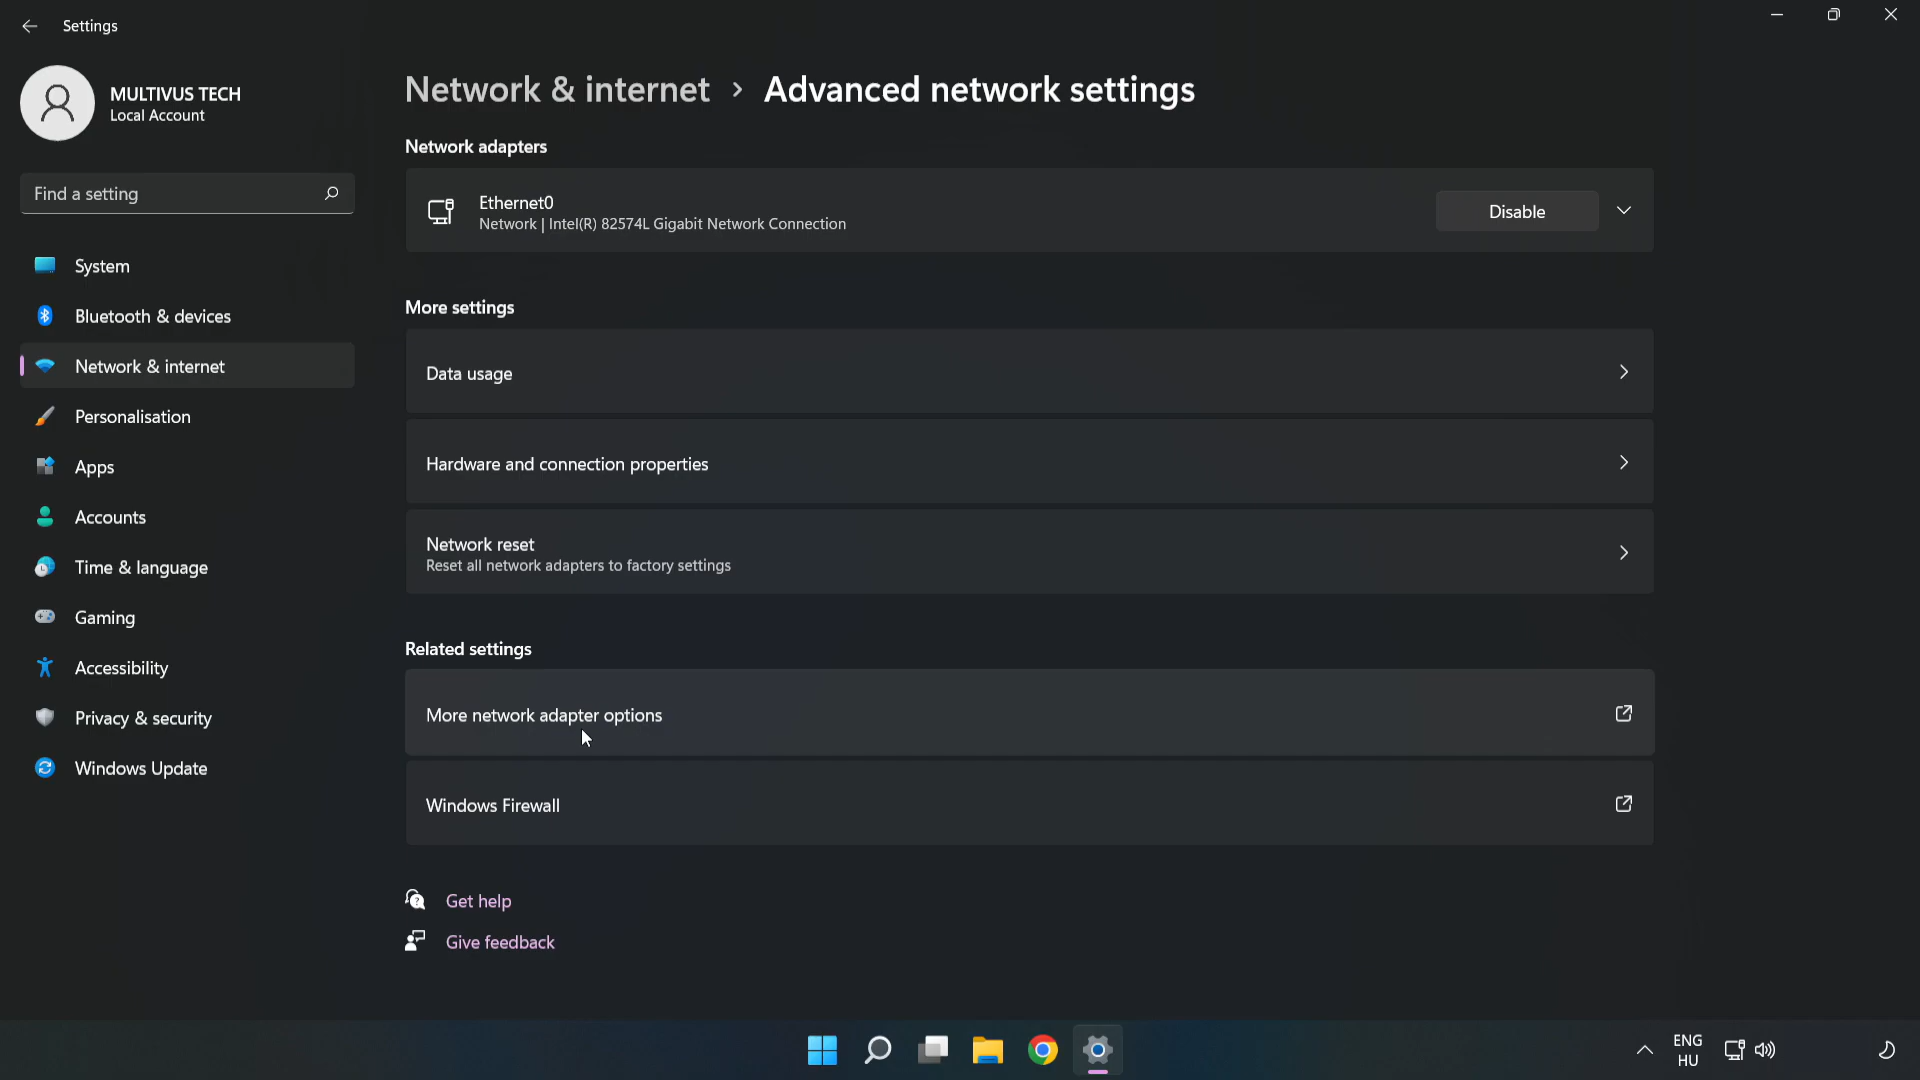 Settings
MULTIVUS TECH
Local Account
Find a setting
System
Bluetooth & devices
Network & internet
Personalisation
Apps
Accounts
Time & language
Gaming
Accessibility
Privacy & security
Windows Update
Network & internet › Advanced network settings
Network adapters
Ethernet0
Network | Intel(R) 82574L Gigabit Network Connection
Disable
More settings
Data usage
Hardware and connection properties
Network reset
Reset all network adapters to factory settings
Related settings
More network adapter options
Windows Firewall
Get help
Give feedback
ENG
HU